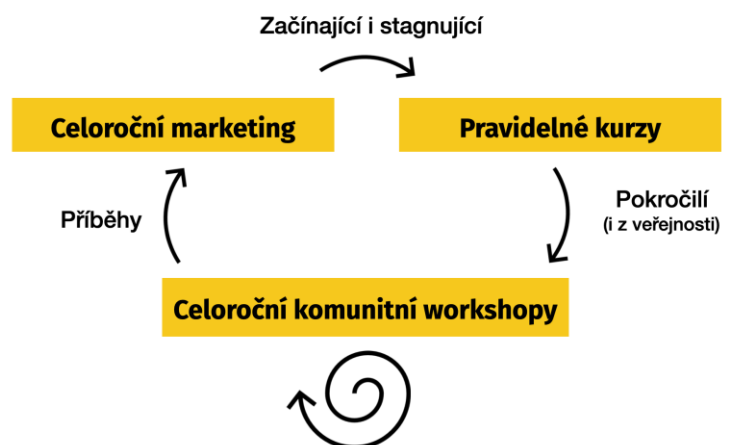 Začínající i stagnující
Celoroční marketing
Pravidelné kurzy
Příběhy
Pokročilí
(i z veřejnosti)
Celoroční komunitní workshopy